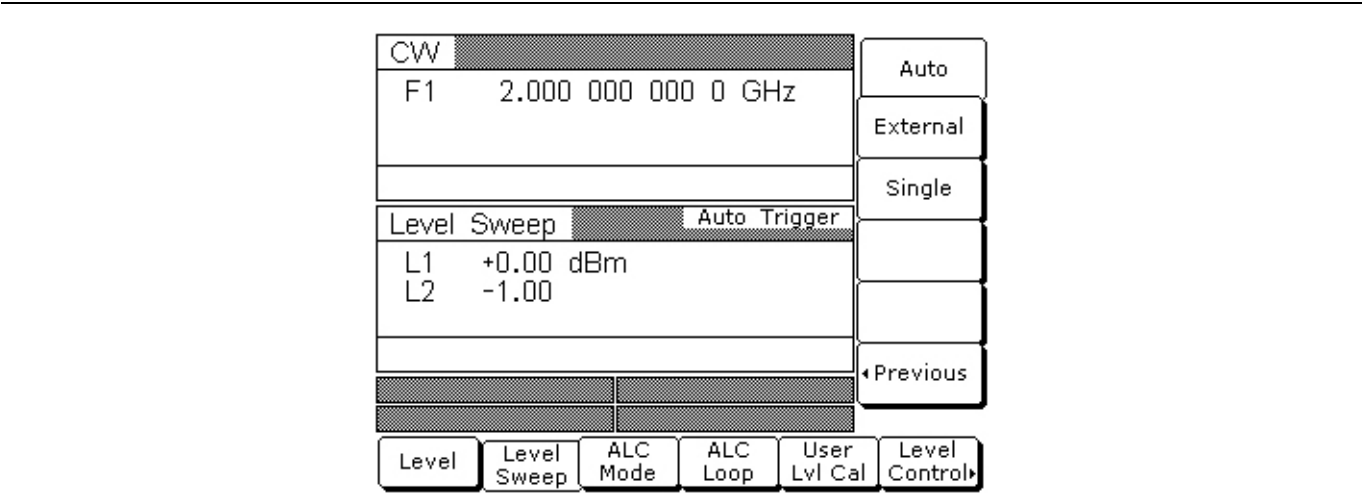 CW
F1 2.000 000 000 0 GHz
Level Sweep Auto Trigger
L1 +0.00 dBm
L2 -1.00
Auto
External
Single
◂Previous
Level
Level Sweep
ALC Mode
ALC Loop
User Lvl Cal
Level Control▸